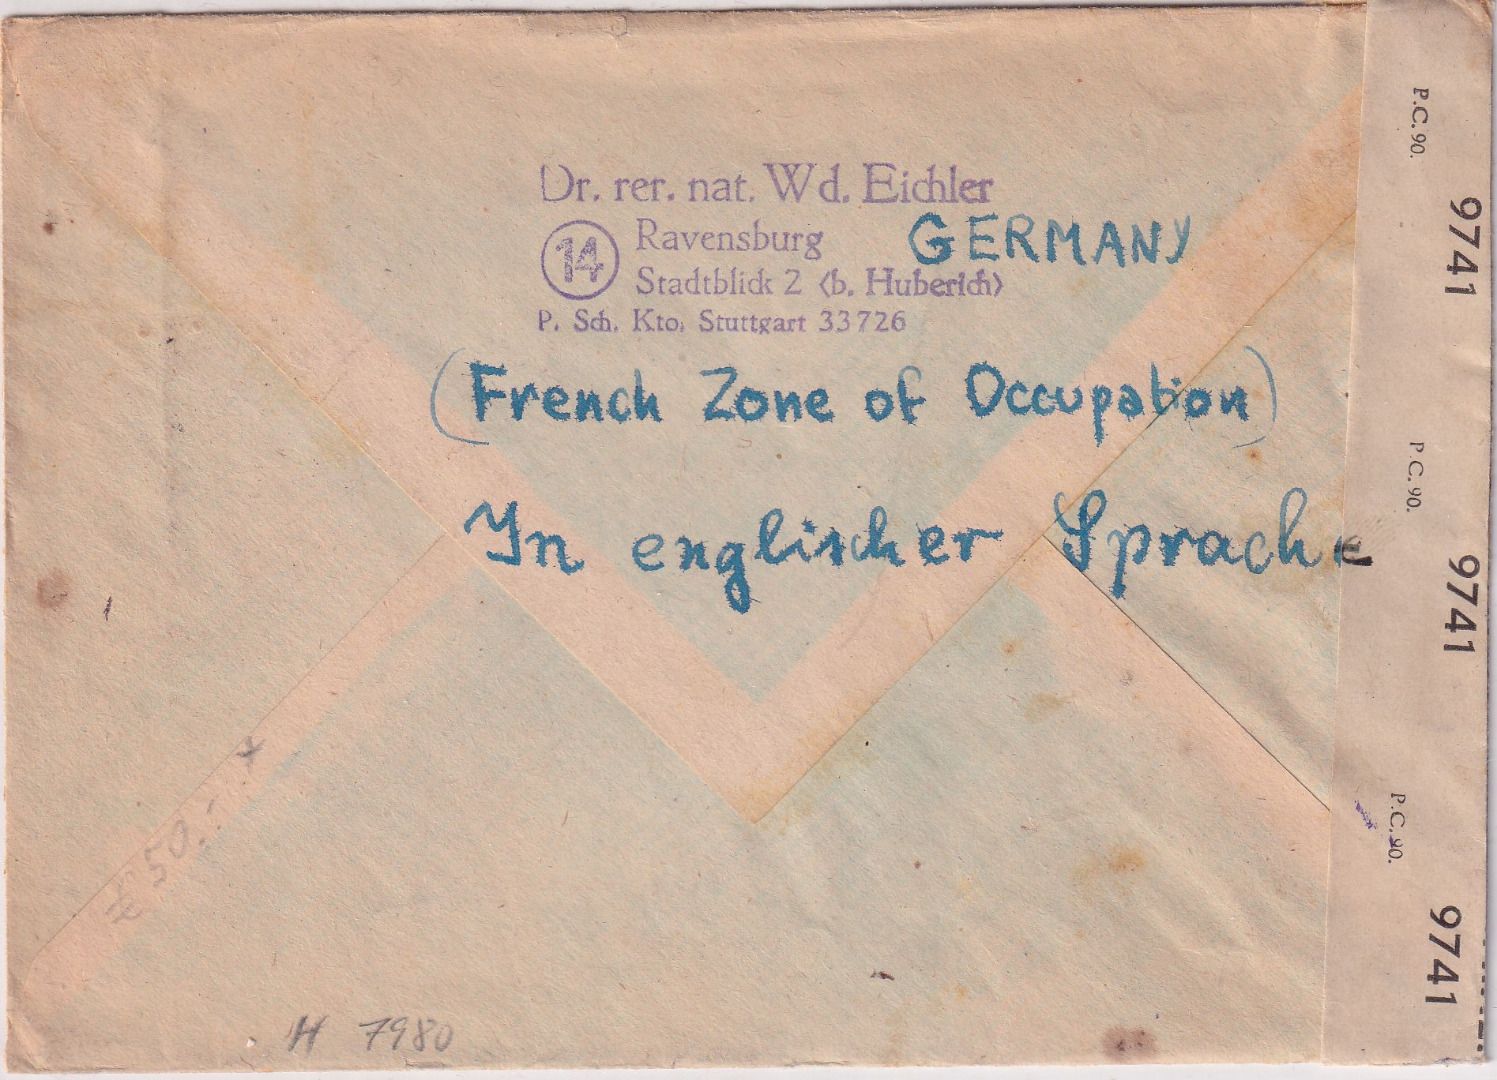 Dr. rer. nat. Wd. Eichler
14 Ravensburg GERMANY
Stadtblick 2 (b. Huberich)
P. Sch. Kto. Stuttgart 33726
(French Zone of Occupation)
In englischer Sprache
P.C. 90.
9741
P.C. 90.
9741
P.C. 90.
9741
50.
H 7980